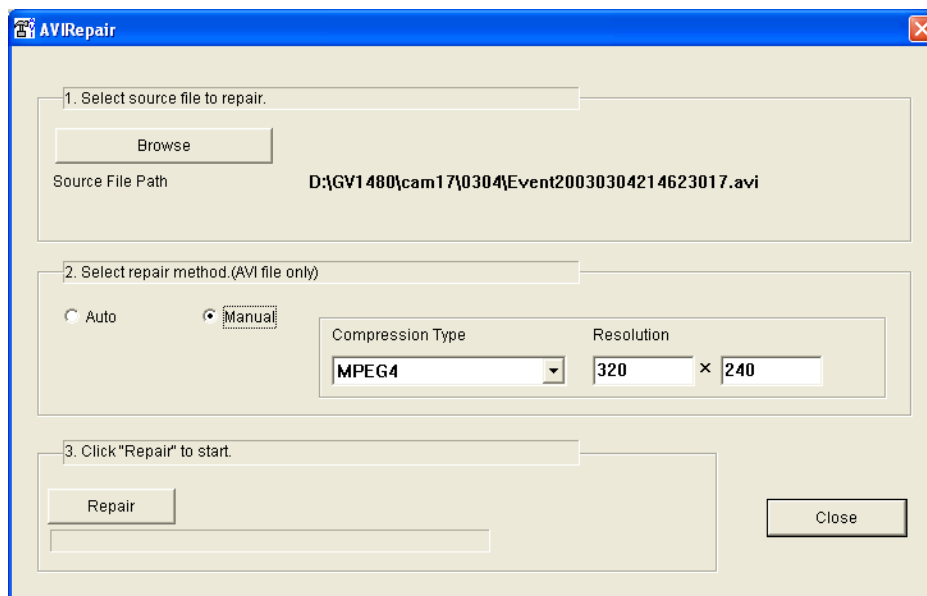 AVIRepair
1. Select source file to repair.
Browse
Source File Path D:\GV1480\cam17\0304\Event20030304214623017.avi
2. Select repair method.(AVI file only)
Auto Manual
Compression Type Resolution
MPEG4 320 × 240
3. Click "Repair" to start.
Repair
Close